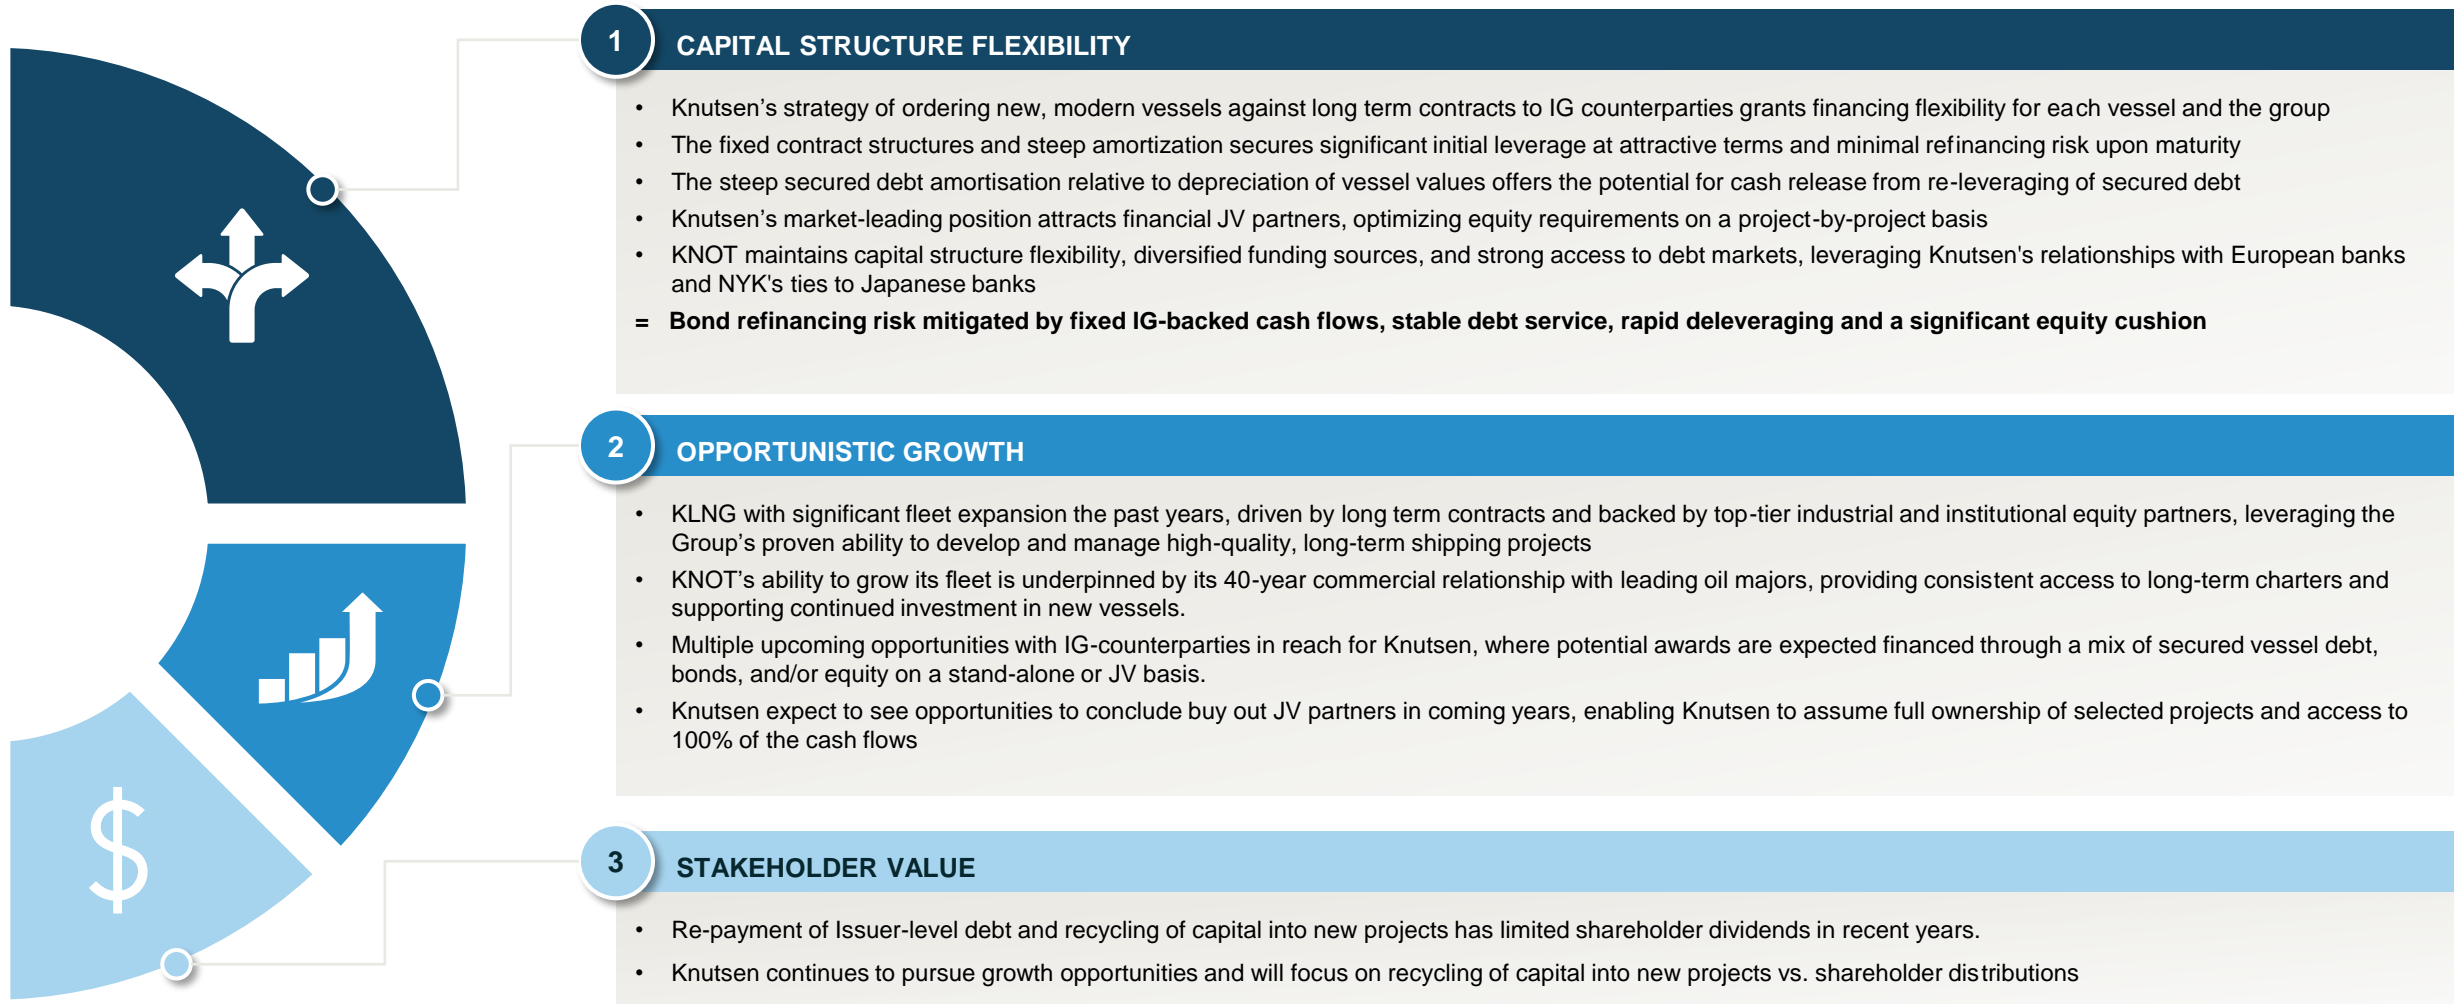 1
CAPITAL STRUCTURE FLEXIBILITY
• Knutsen’s strategy of ordering new, modern vessels against long term contracts to IG counterparties grants financing flexibility for each vessel and the group
• The fixed contract structures and steep amortization secures significant initial leverage at attractive terms and minimal refinancing risk upon maturity
• The steep secured debt amortisation relative to depreciation of vessel values offers the potential for cash release from re-leveraging of secured debt
• Knutsen’s market-leading position attracts financial JV partners, optimizing equity requirements on a project-by-project basis
• KNOT maintains capital structure flexibility, diversified funding sources, and strong access to debt markets, leveraging Knutsen's relationships with European banks
and NYK's ties to Japanese banks
= Bond refinancing risk mitigated by fixed IG-backed cash flows, stable debt service, rapid deleveraging and a significant equity cushion
2
OPPORTUNISTIC GROWTH
• KLNG with significant fleet expansion the past years, driven by long term contracts and backed by top-tier industrial and institutional equity partners, leveraging the
Group’s proven ability to develop and manage high-quality, long-term shipping projects
• KNOT’s ability to grow its fleet is underpinned by its 40-year commercial relationship with leading oil majors, providing consistent access to long-term charters and
supporting continued investment in new vessels.
• Multiple upcoming opportunities with IG-counterparties in reach for Knutsen, where potential awards are expected financed through a mix of secured vessel debt,
bonds, and/or equity on a stand-alone or JV basis.
• Knutsen expect to see opportunities to conclude buy out JV partners in coming years, enabling Knutsen to assume full ownership of selected projects and access to
100% of the cash flows
$
3
STAKEHOLDER VALUE
• Re-payment of Issuer-level debt and recycling of capital into new projects has limited shareholder dividends in recent years.
• Knutsen continues to pursue growth opportunities and will focus on recycling of capital into new projects vs. shareholder distributions